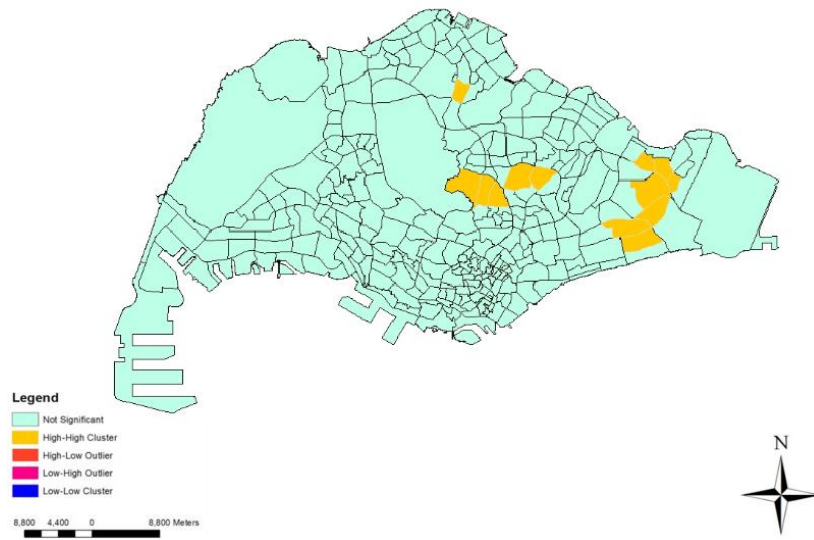 Legend
Not Significant
High-High Cluster
High-Low Outlier
Low-High Outlier
Low-Low Cluster
8,800 4,400 0 8,800 Meters
N